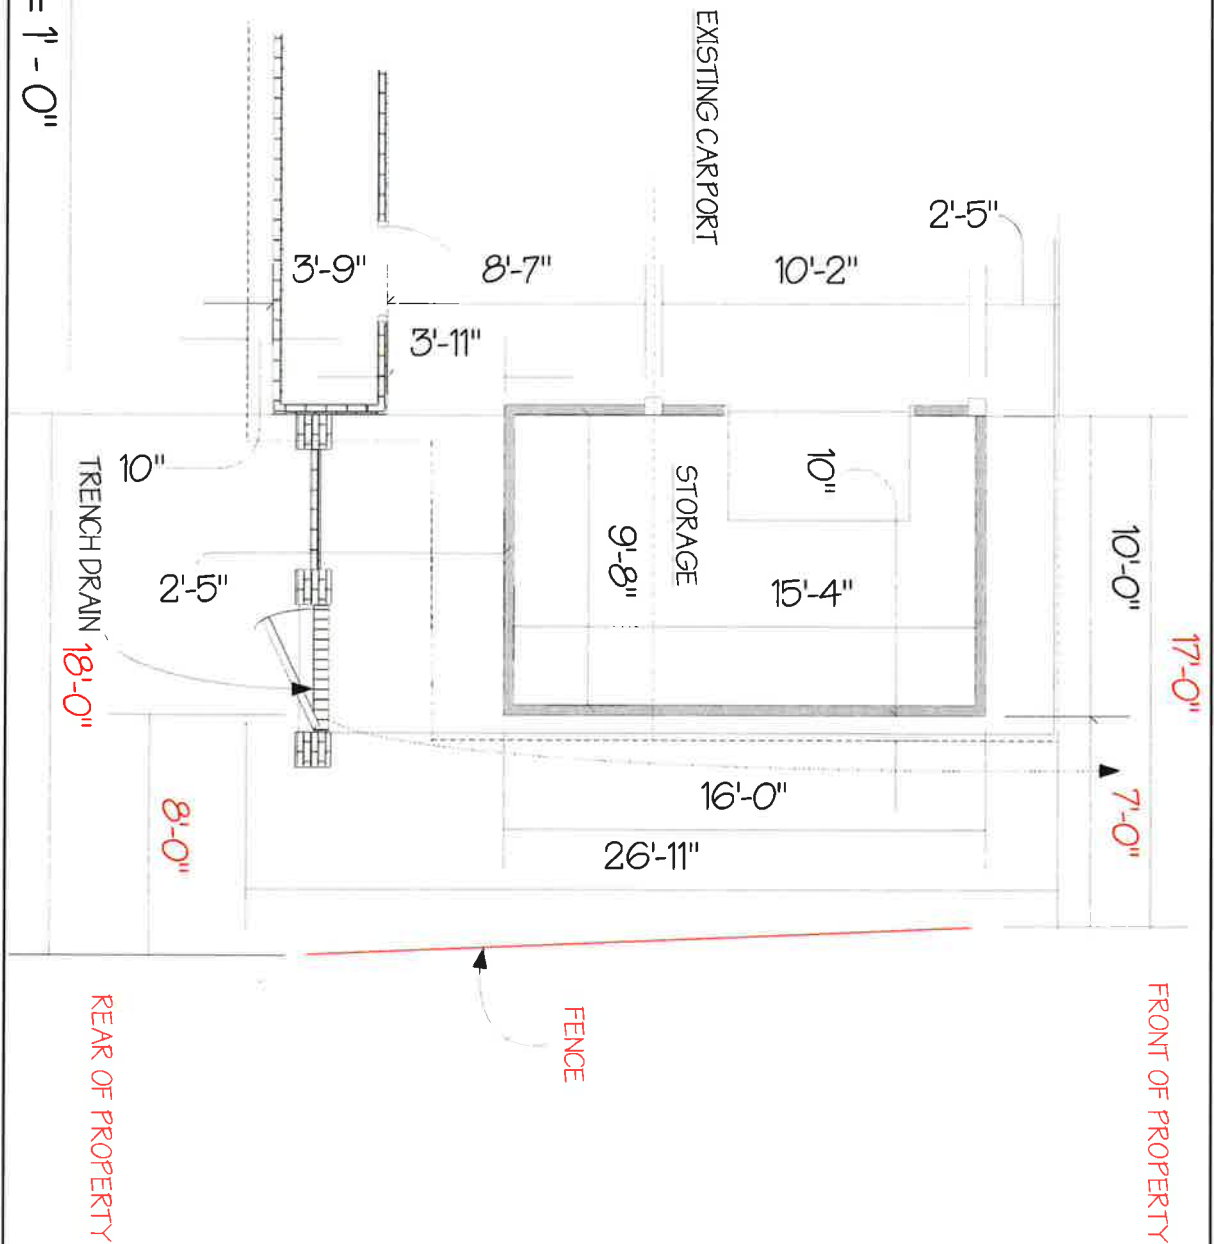 = 1' - 0"
EXISTING CARPORT
2'-5"
3'-9"
8'-7"
10'-2"
3'-11"
10"
TRENCH DRAIN
2'-5"
STORAGE
10"
9'-8"
15'-4"
10'-0"
17'-0"
18'-0"
8'-0"
16'-0"
7'-0"
26'-11"
FENCE
REAR OF PROPERTY
FRONT OF PROPERTY